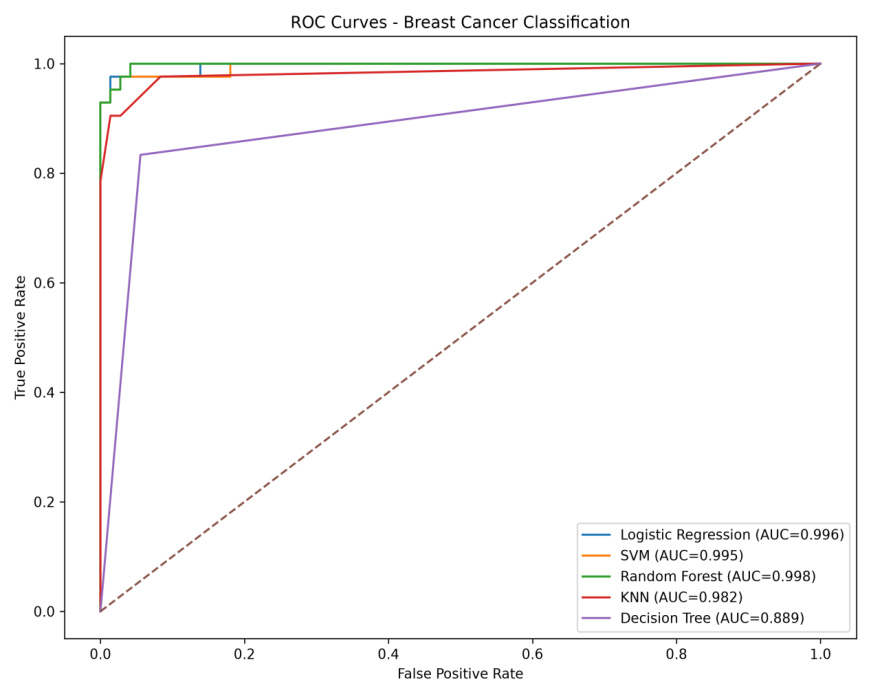 ROC Curves - Breast Cancer Classification
1.0
0.8
0.6
0.4
0.2
0.0
True Positive Rate
0.0 0.2 0.4 0.6 0.8 1.0
False Positive Rate
Logistic Regression (AUC=0.996)
SVM (AUC=0.995)
Random Forest (AUC=0.998)
KNN (AUC=0.982)
Decision Tree (AUC=0.889)